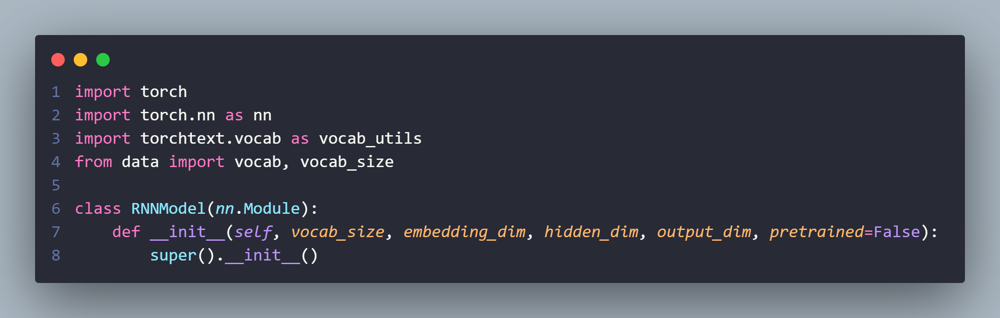 1 import torch
2 import torch.nn as nn
3 import torchtext.vocab as vocab_utils
4 from data import vocab, vocab_size
5
6 class RNNModel(nn.Module):
7     def __init__(self, vocab_size, embedding_dim, hidden_dim, output_dim, pretrained=False):
8         super().__init__()